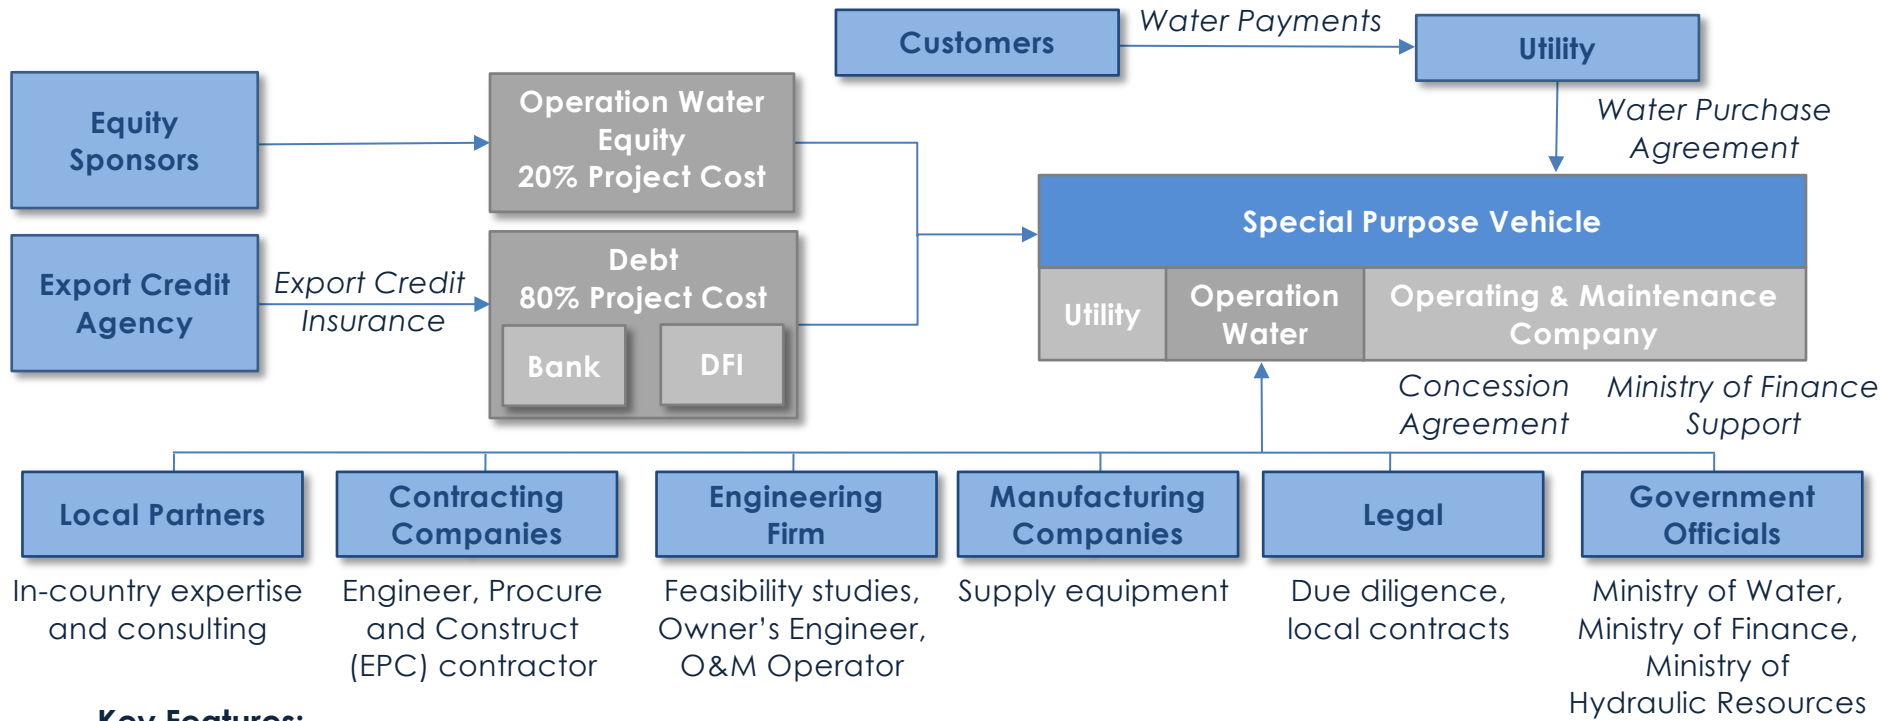 Customers
Water Payments
Utility
Water Purchase
Agreement
Equity
Sponsors
Operation Water
Equity
20% Project Cost
Export Credit
Agency
Export Credit
Insurance
Debt
80% Project Cost
Bank
DFI
Special Purpose Vehicle
Utility
Operation
Water
Operating & Maintenance
Company
Concession
Agreement
Ministry of Finance
Support
Local Partners
In-country expertise
and consulting
Contracting
Companies
Engineer, Procure
and Construct
(EPC) contractor
Engineering
Firm
Feasibility studies,
Owner’s Engineer,
O&M Operator
Manufacturing
Companies
Supply equipment
Legal
Due diligence,
local contracts
Government
Officials
Ministry of Water,
Ministry of Finance,
Ministry of
Hydraulic Resources
Key Features: